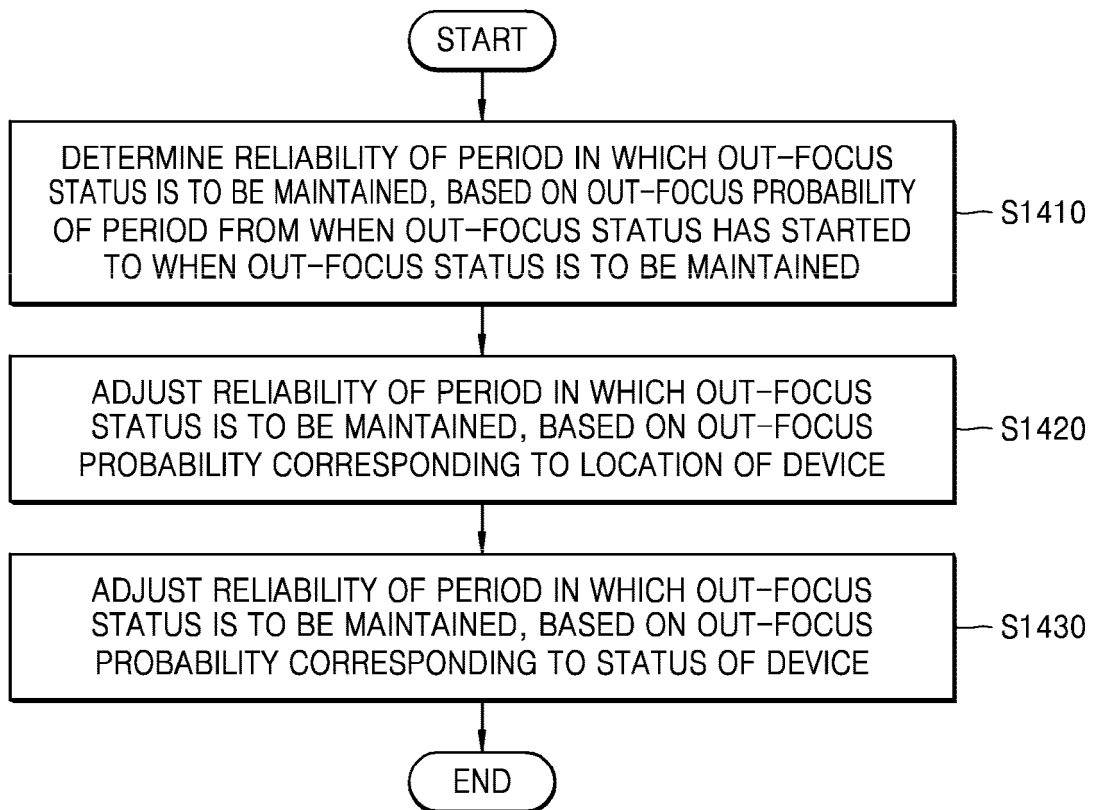 START
DETERMINE RELIABILITY OF PERIOD IN WHICH OUT-FOCUS
STATUS IS TO BE MAINTAINED, BASED ON OUT-FOCUS PROBABILITY
OF PERIOD FROM WHEN OUT-FOCUS STATUS HAS STARTED
TO WHEN OUT-FOCUS STATUS IS TO BE MAINTAINED
S1410
ADJUST RELIABILITY OF PERIOD IN WHICH OUT-FOCUS
STATUS IS TO BE MAINTAINED, BASED ON OUT-FOCUS
PROBABILITY CORRESPONDING TO LOCATION OF DEVICE
S1420
ADJUST RELIABILITY OF PERIOD IN WHICH OUT-FOCUS
STATUS IS TO BE MAINTAINED, BASED ON OUT-FOCUS
PROBABILITY CORRESPONDING TO STATUS OF DEVICE
S1430
END